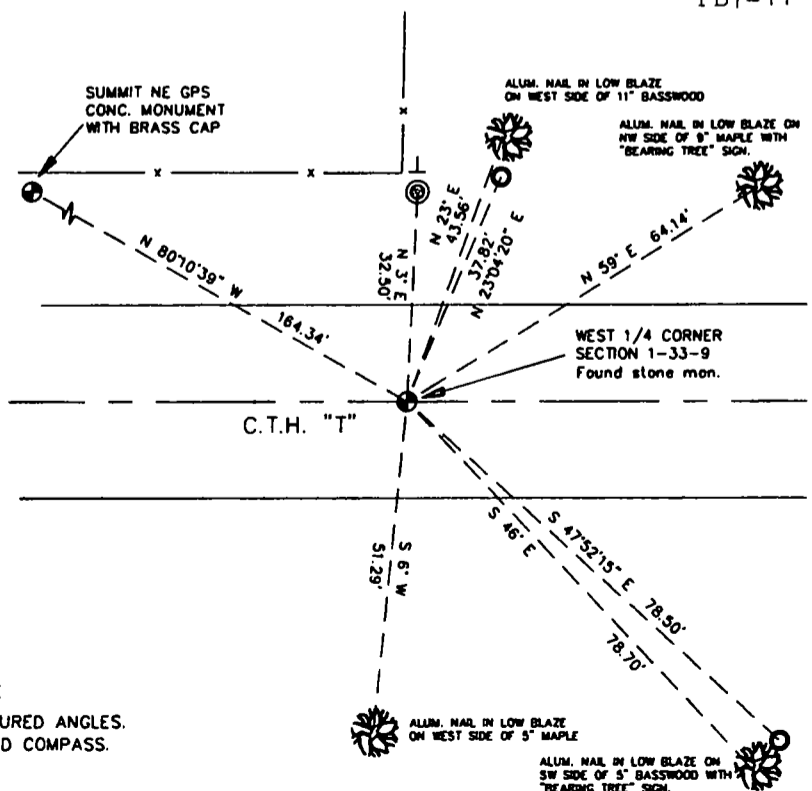 SUMMIT NE GPS
CONC. MONUMENT
WITH BRASS CAP
ALUM. NAIL IN LOW BLAZE
ON WEST SIDE OF 11" BASSWOOD
ALUM. NAIL IN LOW BLAZE ON
NW SIDE OF 9" MAPLE WITH
"BEARING TREE" SIGN.
x
x
x
N 80°10'39" W
164.34'
N 3° E
32.50'
N 23° E
43.56'
37.82'
N 23°04'20" E
N 59° E 64.14'
WEST 1/4 CORNER
SECTION 1-33-9
Found stone mon.
C.T.H. "T"
S 6° W
51.29'
S 46° E
78.70'
S 47°52'15" E 78.50'
URED ANGLES.
D COMPASS.
ALUM. NAIL IN LOW BLAZE
ON WEST SIDE OF 5" MAPLE
ALUM. NAIL IN LOW BLAZE ON
SW SIDE OF 5" BASSWOOD WITH
"BEARING TREE" SIGN.